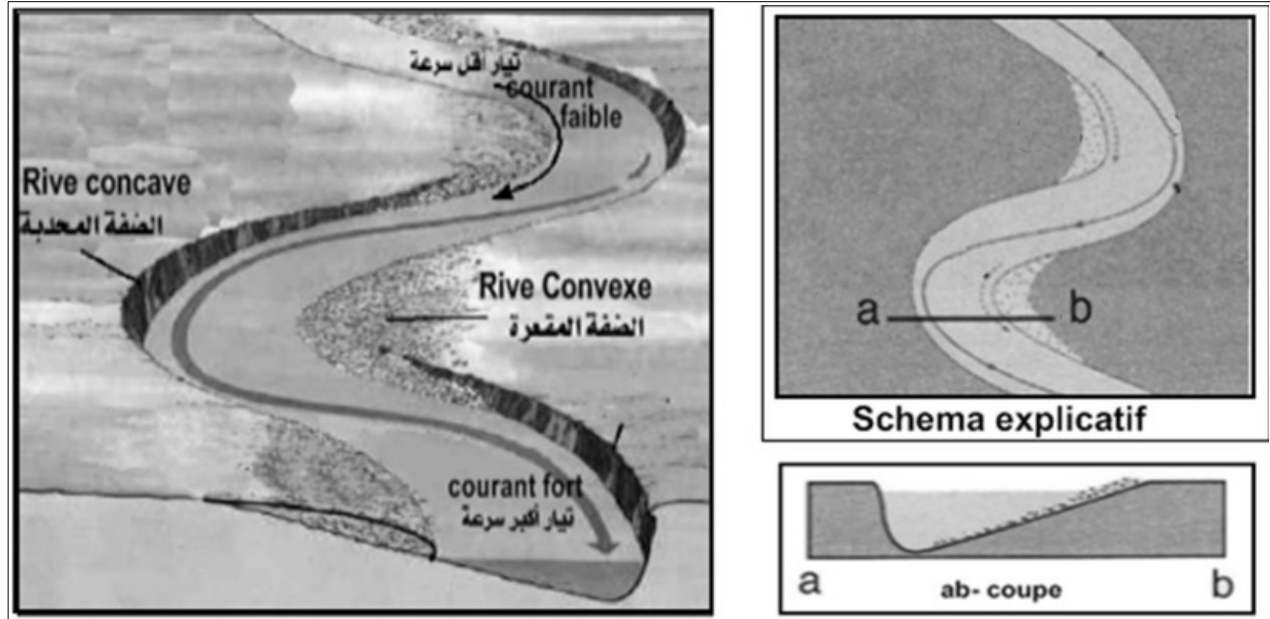 تيار أقل سرعة
courant
faible
Rive concave
الضفة المحدبة
Rive Convexe
الضفة المقعرة
courant fort
تيار أكبر سرعة
a
b
Schema explicatif
a
ab- coupe
b